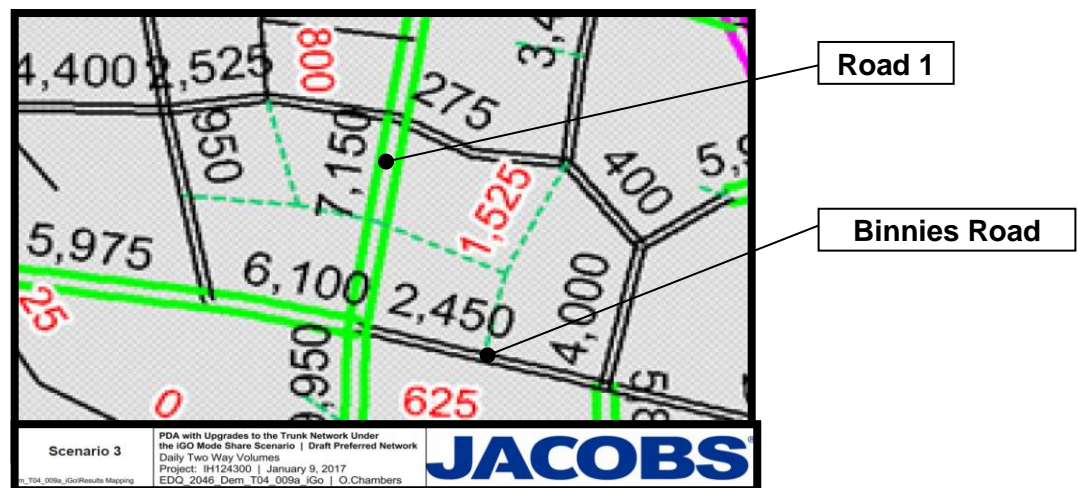 4,400
2,525
800
3,4
275
950
7,150
Road 1
1,525
400
5,9
5,975
6,100
2,450
4,000
Binnies Road
25
9,950
0
625
5,8
Scenario 3
m_T04_009a_iGo\Results Mapping
PDA with Upgrades to the Trunk Network Under
the iGO Mode Share Scenario | Draft Preferred Network
Daily Two Way Volumes
Project: IH124300 | January 9, 2017
EDQ_2046_Dem_T04_009a_iGo | O.Chambers
JACOBS